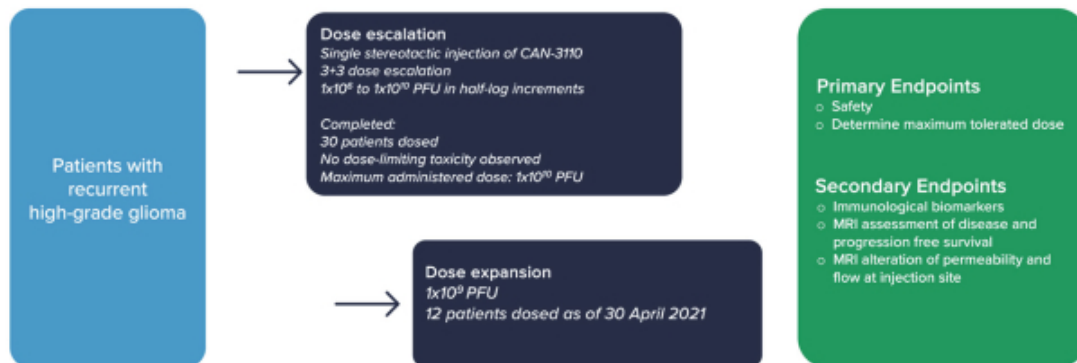 Patients with
recurrent
high-grade glioma
Dose escalation
Single stereotactic injection of CAN-3110
3+3 dose escalation
1x10⁶ to 1x10¹⁰ PFU in half-log increments
Completed:
30 patients dosed
No dose-limiting toxicity observed
Maximum administered dose: 1x10¹⁰ PFU
Dose expansion
1x10⁹ PFU
12 patients dosed as of 30 April 2021
Primary Endpoints
o Safety
o Determine maximum tolerated dose
Secondary Endpoints
o Immunological biomarkers
o MRI assessment of disease and
progression free survival
o MRI alteration of permeability and
flow at injection site